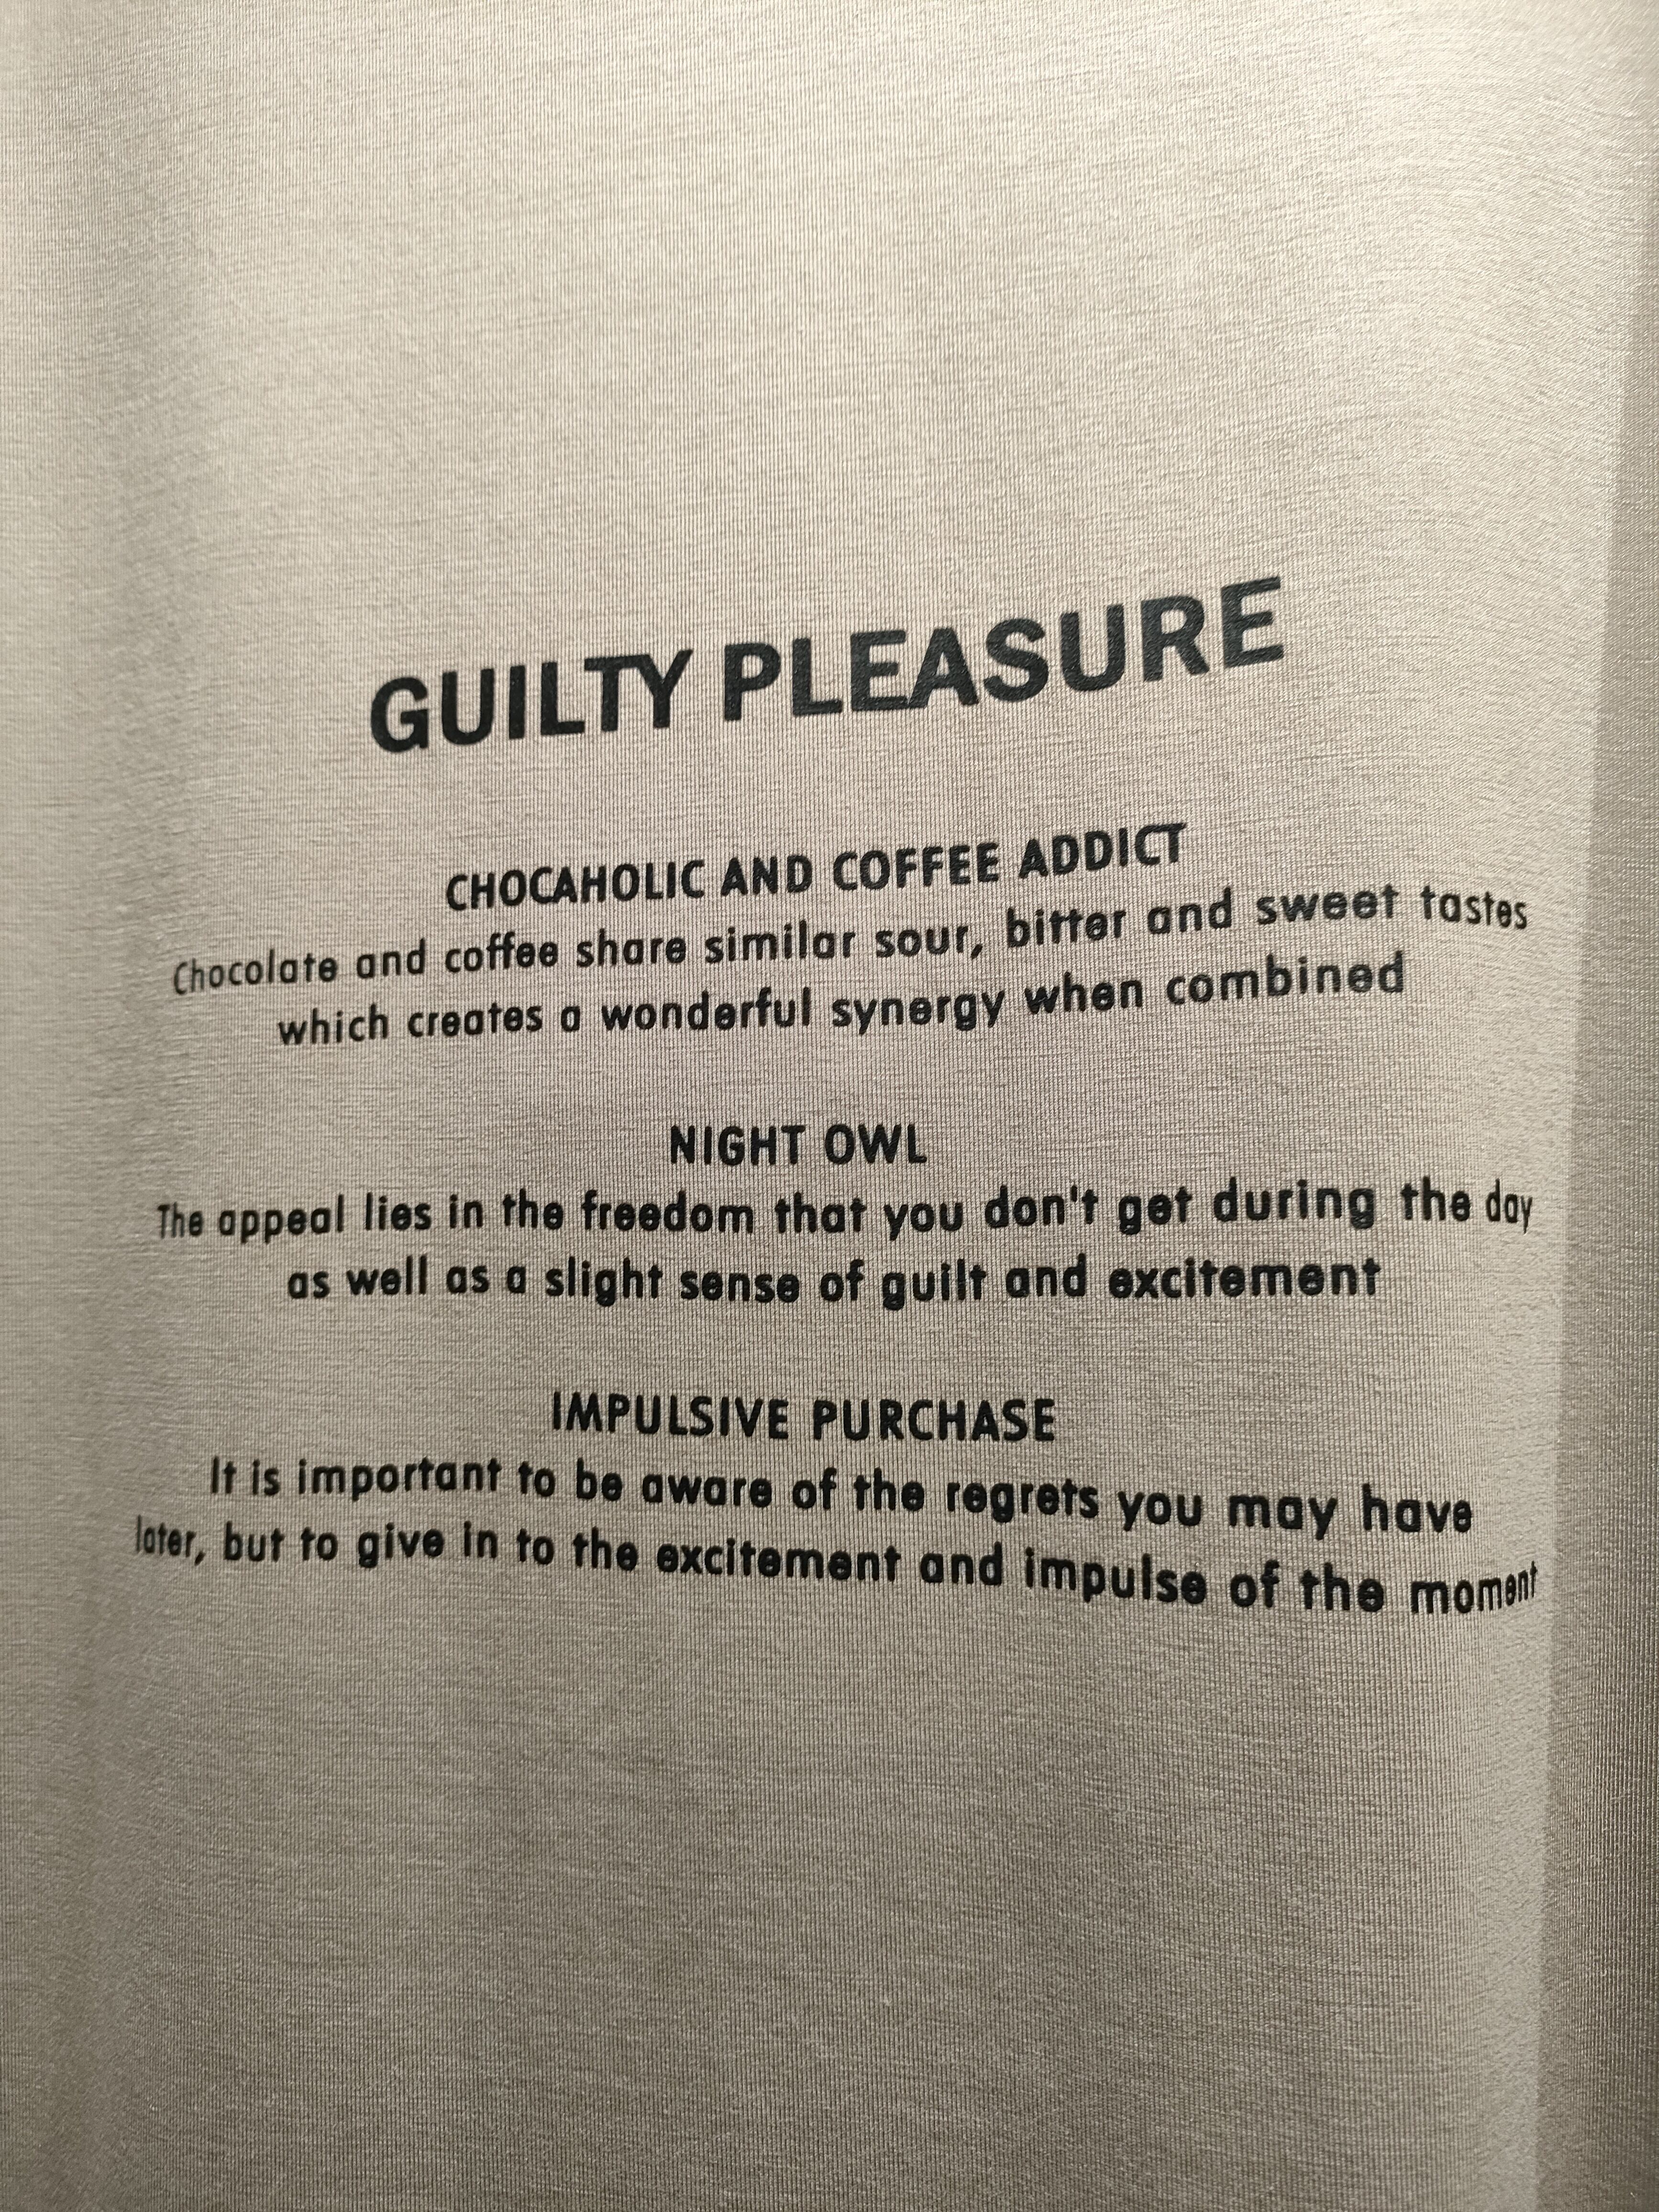 GUILTY PLEASURE
CHOCAHOLIC AND COFFEE ADDICT
Chocolate and coffee share similar sour, bitter and sweet tastes
which creates a wonderful synergy when combined
NIGHT OWL
The appeal lies in the freedom that you don't get during the day
as well as a slight sense of guilt and excitement
IMPULSIVE PURCHASE
It is important to be aware of the regrets you may have
later, but to give in to the excitement and impulse of the moment